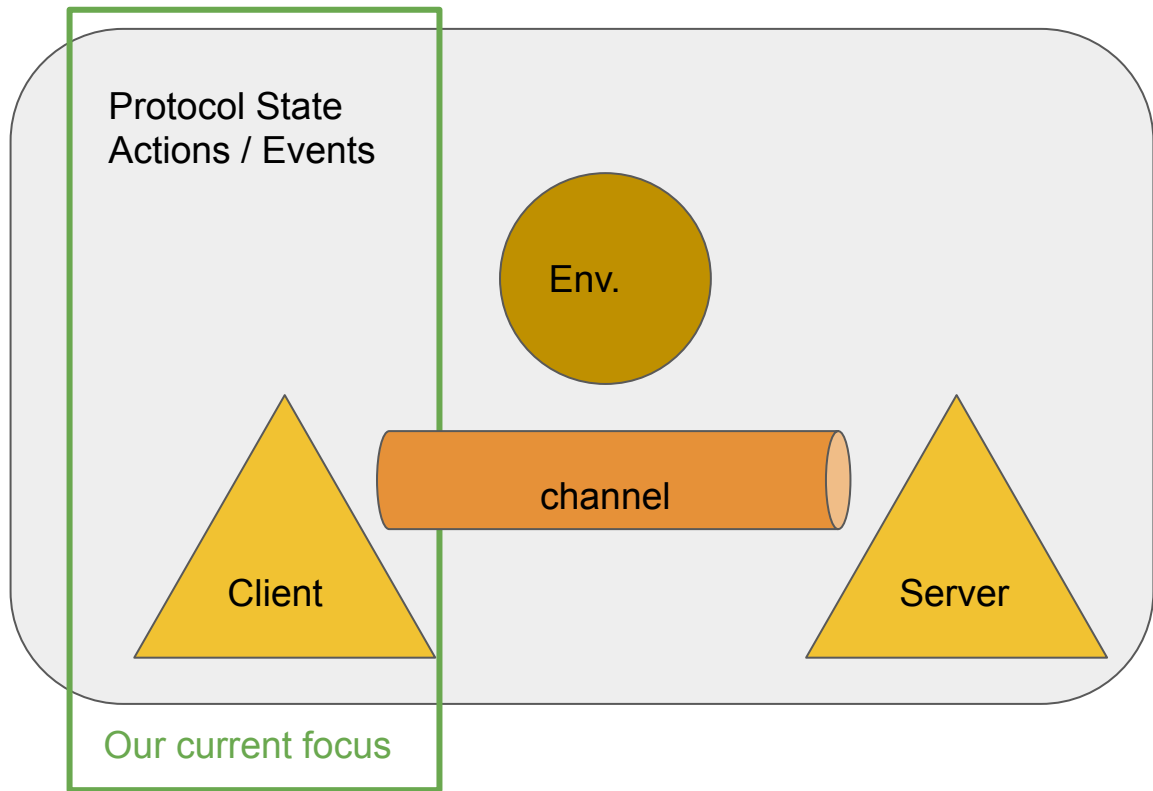 Protocol State
Actions / Events
Env.
channel
Client
Server
Our current focus